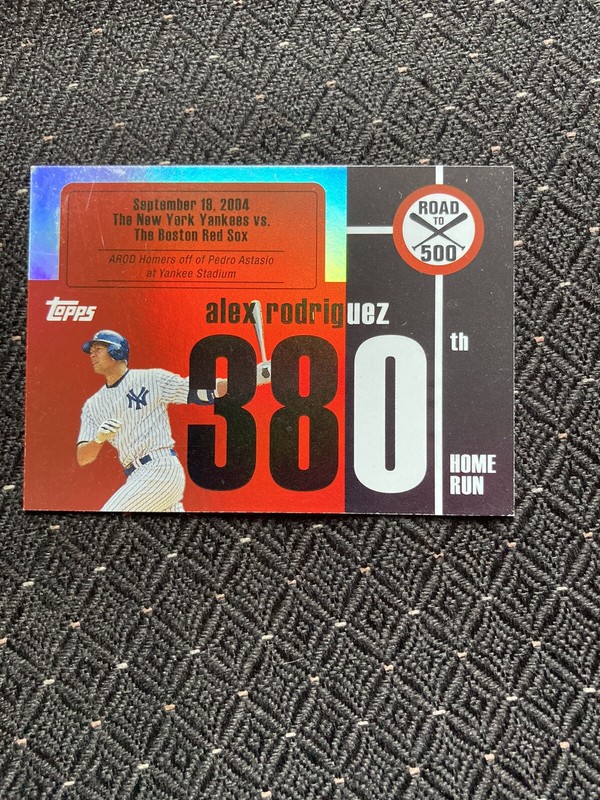 September 18, 2004
The New York Yankees vs.
The Boston Red Sox
AROD Homers off of Pedro Astasio
at Yankee Stadium
ROAD
TO
500
Topps
alex rodriguez
380
th
HOME
RUN
NY